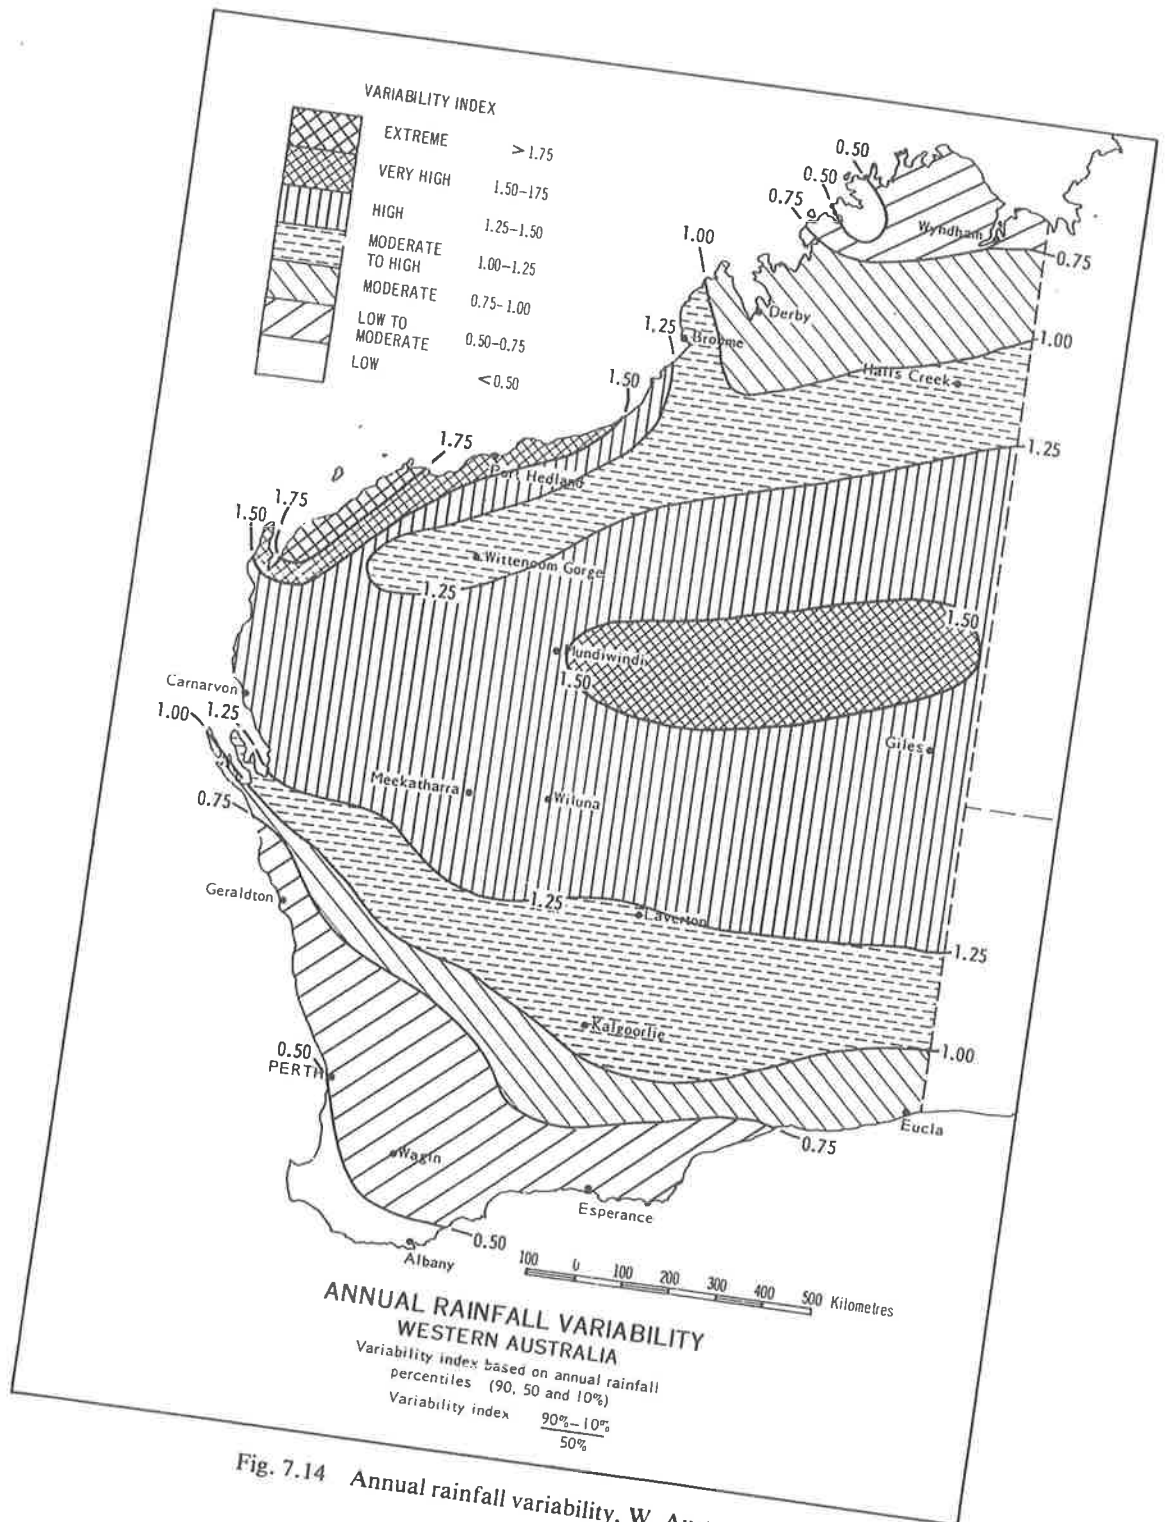 VARIABILITY INDEX
EXTREME >1.75
VERY HIGH 1.50-175
HIGH 1.25-1.50
MODERATE
TO HIGH 1.00-1.25
MODERATE 0.75-1.00
LOW TO
MODERATE 0.50-0.75
LOW <0.50
0.50
0.50
0.75
Wyndham
0.75
1.00
Derby
1.25
Broome
1.00
Halls Creek
1.50
1.25
1.75
Port Hedland
1.75
1.50
Wittenoom Gorge
1.25
1.50
Mundiwindi
1.50
Carnarvon
1.00 1.25
Giles
Meekatharra
Wiluna
0.75
Geraldton
1.25
Laverton
1.25
Kalgoorlie
1.00
0.50
PERTH
Eucla
0.75
Wagin
Esperance
0.50
Albany
100 0 100 200 300 400 500 Kilometres
ANNUAL RAINFALL VARIABILITY
WESTERN AUSTRALIA
Variability index based on annual rainfall
percentiles (90, 50 and 10%)
Variability index 90%-10%
50%
Fig. 7.14 Annual rainfall variability, W.